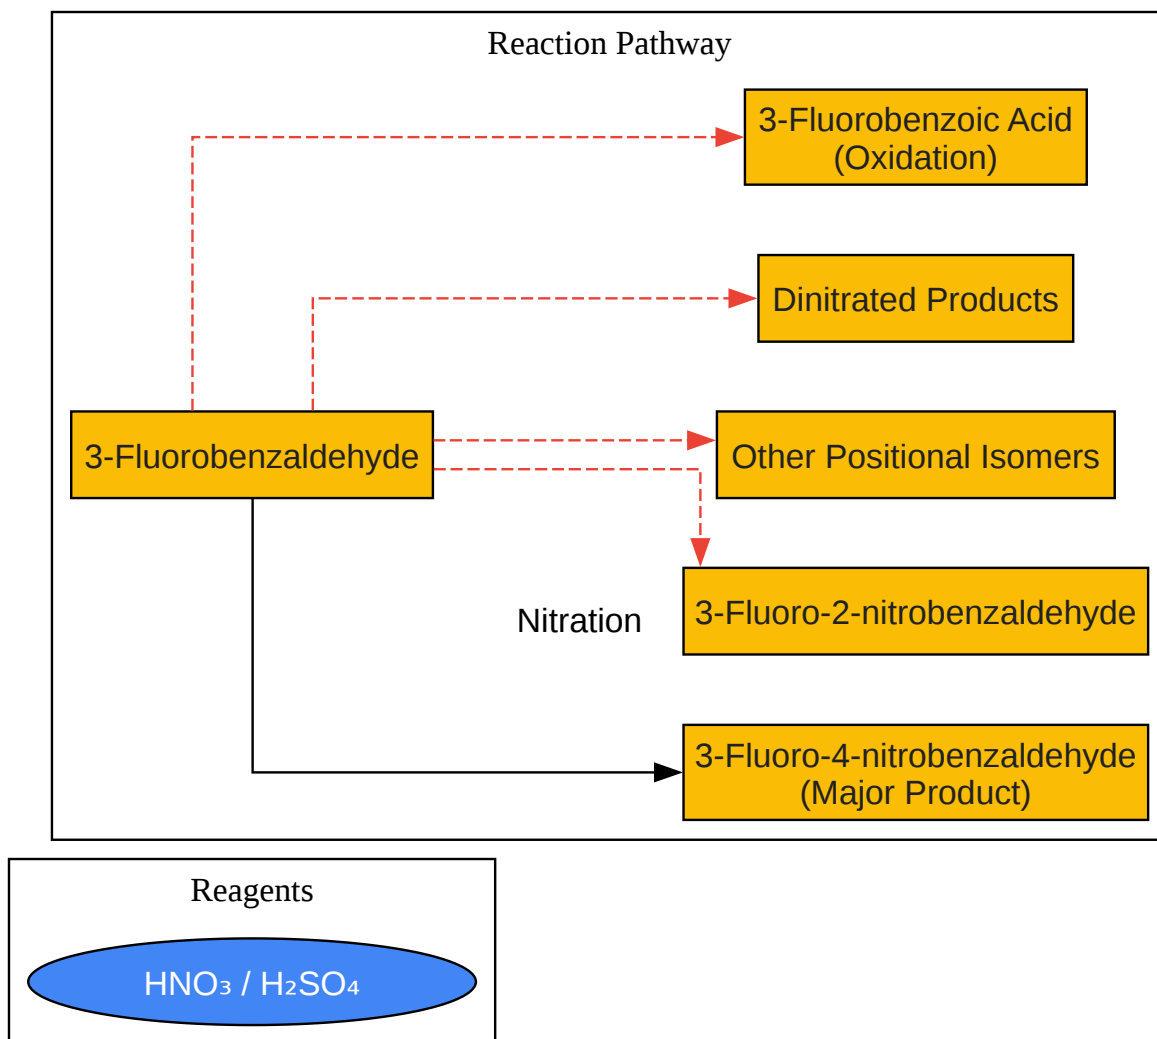 Reaction Pathway
3-Fluorobenzoic Acid
(Oxidation)
Dinitrated Products
3-Fluorobenzaldehyde
Other Positional Isomers
Nitration
3-Fluoro-2-nitrobenzaldehyde
3-Fluoro-4-nitrobenzaldehyde
(Major Product)
Reagents
HNO₃ / H₂SO₄